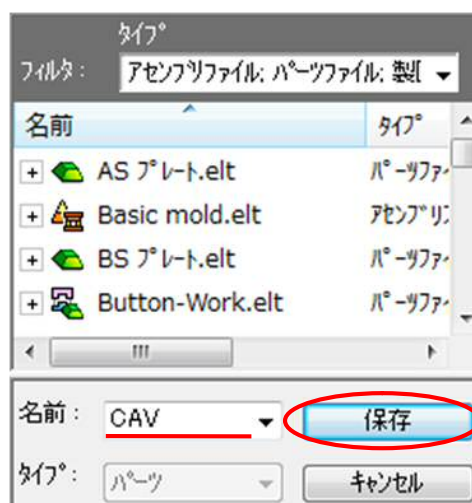 ﾀｲﾌﾟ
ﾌｨﾙﾀ :
ｱｾﾝﾌﾞﾘﾌｧｲﾙ; ﾊﾟｰﾂﾌｧｲﾙ; 製
名前 ﾀｲﾌﾟ
AS ﾌﾟﾚｰﾄ.elt ﾊﾟｰﾂﾌｧ
Basic mold.elt ｱｾﾝﾌﾞﾘ
BS ﾌﾟﾚｰﾄ.elt ﾊﾟｰﾂﾌｧ
Button-Work.elt ﾊﾟｰﾂﾌｧ
名前 : CAV 保存
ﾀｲﾌﾟ : ﾊﾟｰﾂ ｷｬﾝｾﾙ